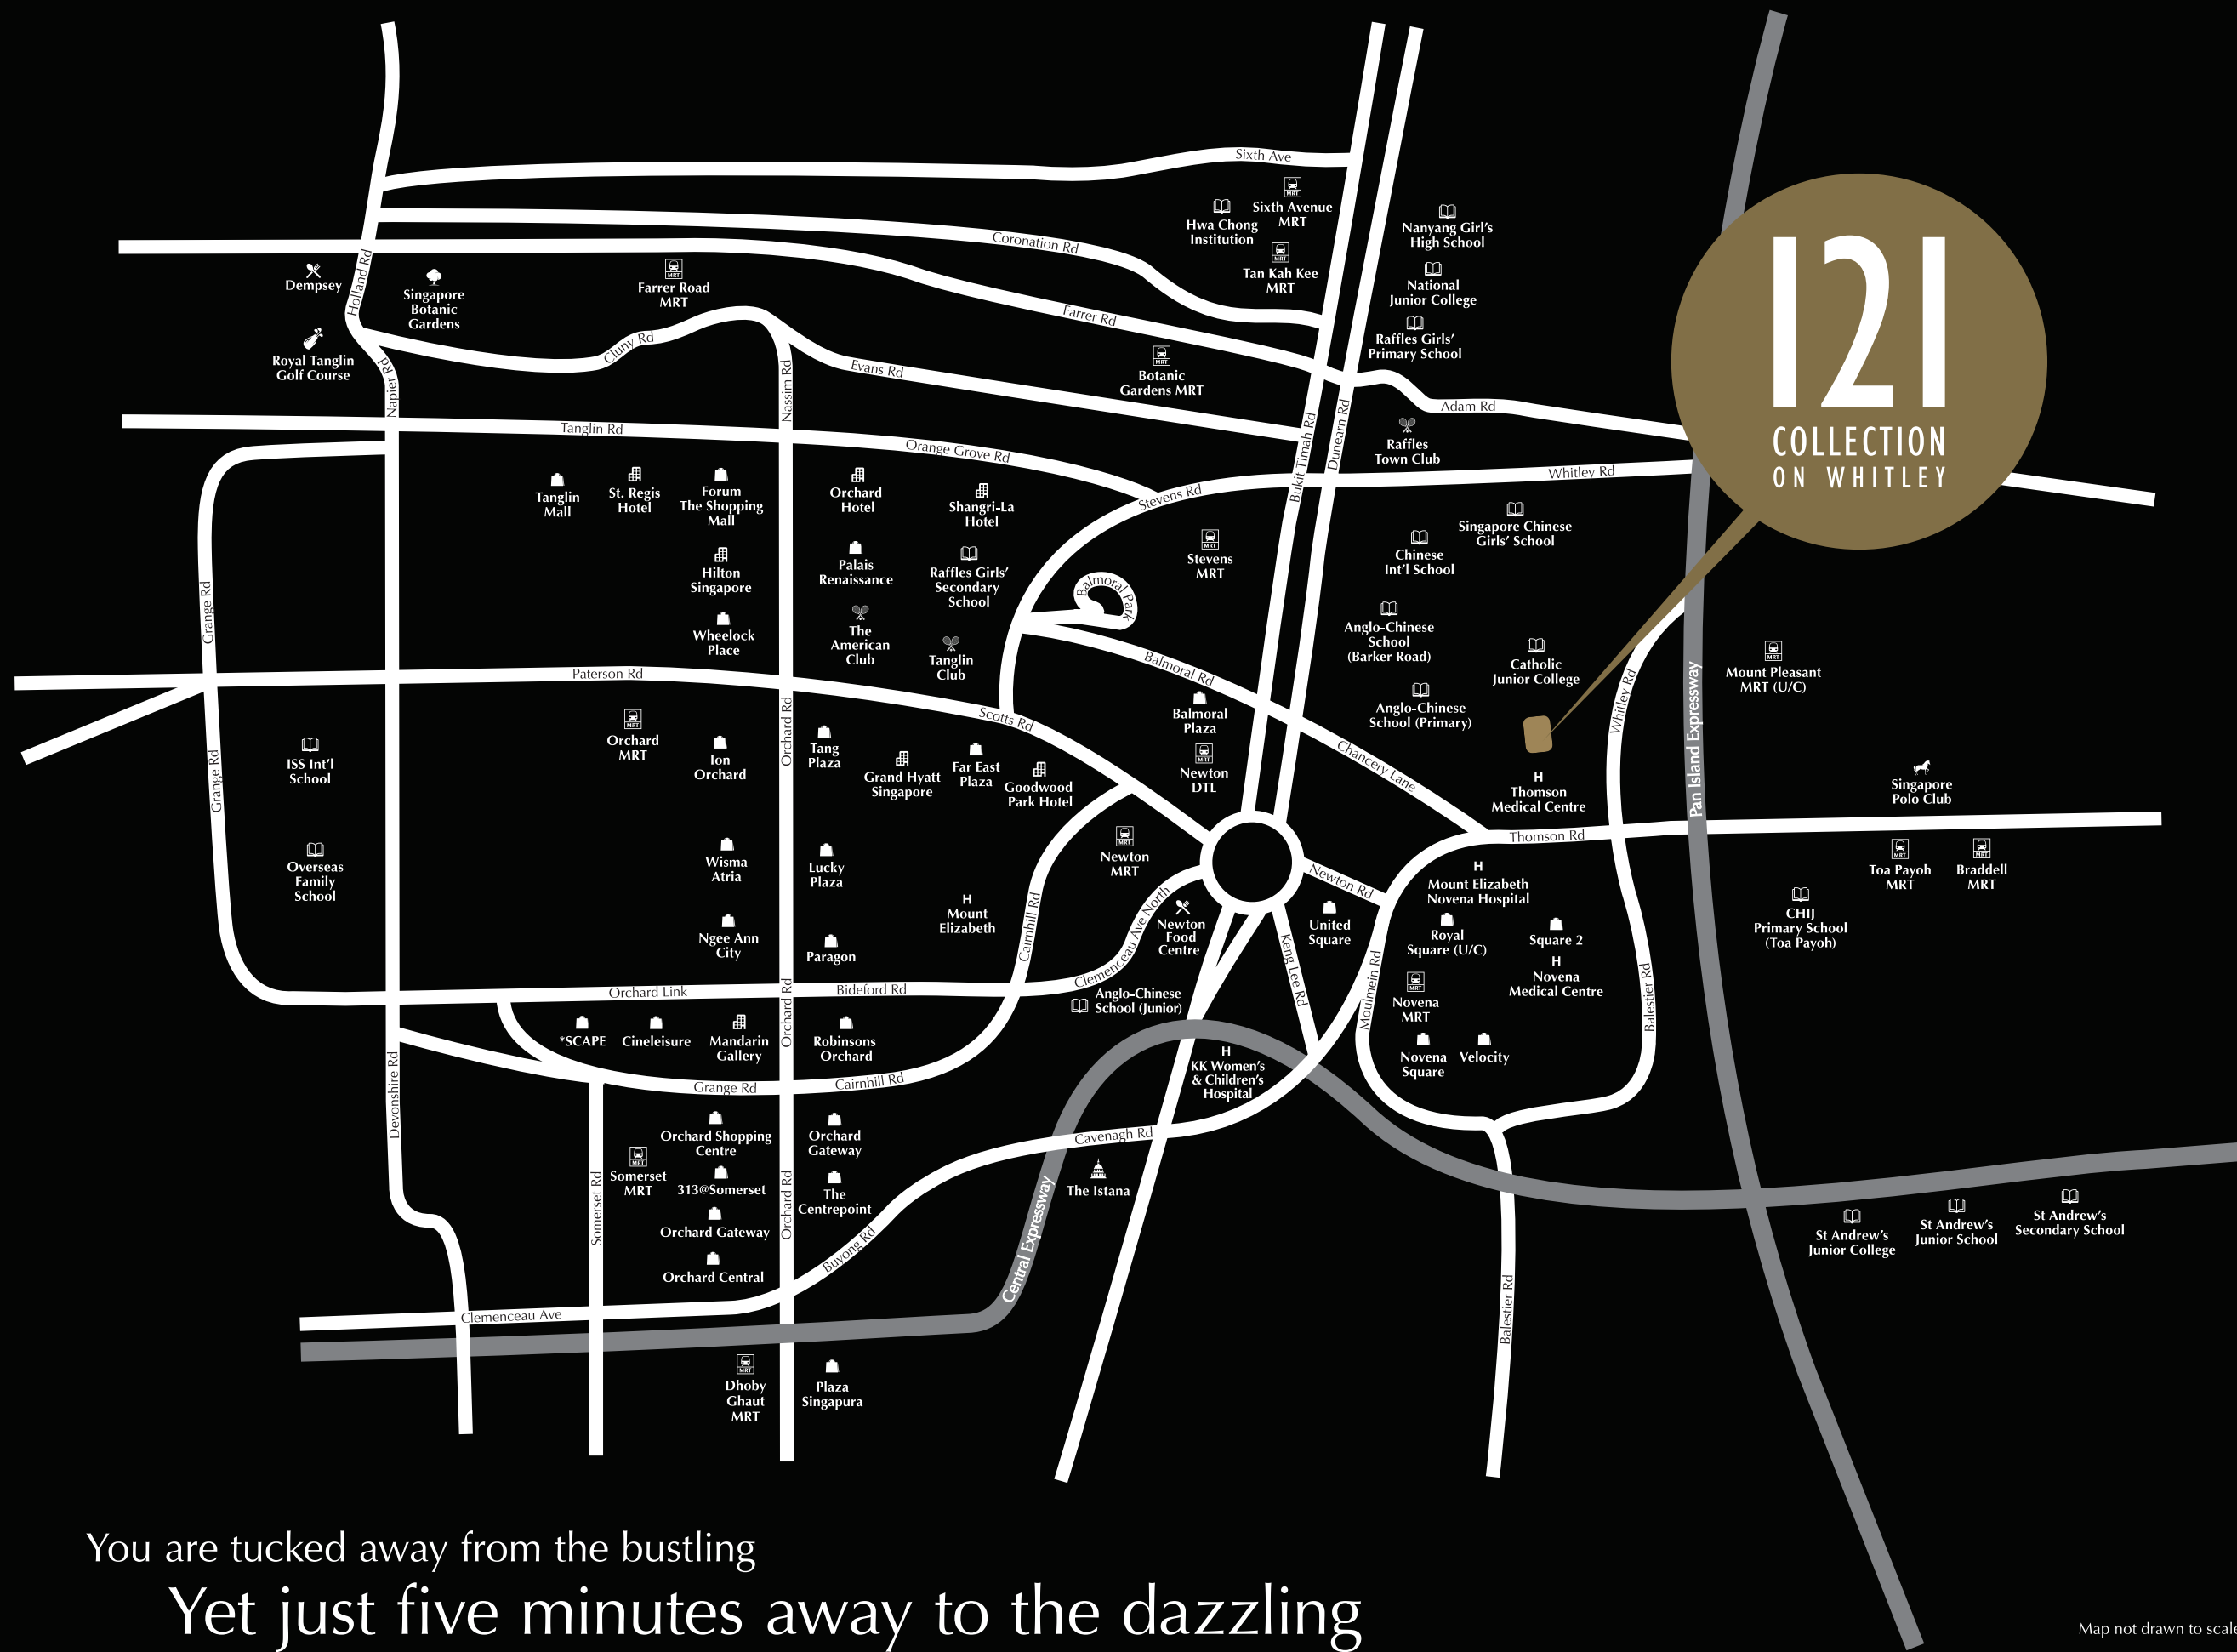 Sixth Ave
Sixth Avenue
MRT
Hwa Chong
Institution
Nanyang Girl's
High School
Coronation Rd
Tan Kah Kee
MRT
National
Junior College
121
COLLECTION
ON WHITLEY
Holland Rd
Dempsey
Singapore
Botanic
Gardens
Farrer Road
MRT
Farrer Rd
Raffles Girls'
Primary School
Royal Tanglin
Golf Course
Cluny Rd
Napier Rd
Nassim Rd
Evans Rd
Botanic
Gardens MRT
Adam Rd
Bukit Timah Rd
Dunearn Rd
Raffles
Town Club
Tanglin Rd
Orange Grove Rd
Stevens Rd
Whitley Rd
Tanglin
Mall
St. Regis
Hotel
Forum
The Shopping
Mall
Orchard
Hotel
Shangri-La
Hotel
Singapore Chinese
Girls' School
Stevens
MRT
Chinese
Int'l School
Hilton
Singapore
Palais
Renaissance
Raffles Girls'
Secondary
School
Balmoral Park
Grange Rd
Wheelock
Place
The
American
Club
Tanglin
Club
Balmoral Rd
Anglo-Chinese
School
(Barker Road)
Catholic
Junior College
Whitley Rd
Pan Island Expressway
Mount Pleasant
MRT (U/C)
Paterson Rd
Scotts Rd
Balmoral
Plaza
Anglo-Chinese
School (Primary)
Orchard
MRT
Ion
Orchard
Orchard Rd
Tang
Plaza
Grand Hyatt
Singapore
Far East
Plaza
Goodwood
Park Hotel
Newton
DTL
Chancery Lane
H
Thomson
Medical Centre
Singapore
Polo Club
ISS Int'l
School
Grange Rd
Thomson Rd
Overseas
Family
School
Wisma
Atria
Lucky
Plaza
Newton
MRT
Newton Rd
H
Mount Elizabeth
Novena Hospital
Toa Payoh
MRT
Braddell
MRT
H
Mount
Elizabeth
Cairnhill Rd
Clemenceau Ave North
Newton
Food
Centre
United
Square
Royal
Square (U/C)
Square 2
CHIJ
Primary School
(Toa Payoh)
Ngee Ann
City
Paragon
Keng Lee Rd
Moulmein Rd
H
Novena
Medical Centre
Balestier Rd
Orchard Link
Bideford Rd
Orchard Rd
Anglo-Chinese
School (Junior)
Novena
MRT
*SCAPE
Cineleisure
Mandarin
Gallery
Robinsons
Orchard
Novena
Square
Velocity
H
KK Women's
& Children's
Hospital
Devonshire Rd
Grange Rd
Cairnhill Rd
Orchard Shopping
Centre
Orchard
Gateway
Cavenagh Rd
Somerset
MRT
313@Somerset
The
Centrepoint
The Istana
Somerset Rd
Orchard Rd
Orchard Gateway
Buyong Rd
Central Expressway
St Andrew's
Junior College
St Andrew's
Junior School
St Andrew's
Secondary School
Orchard Central
Clemenceau Ave
Balestier Rd
Dhoby
Ghaut
MRT
Plaza
Singapura
You are tucked away from the bustling
Yet just five minutes away to the dazzling
Map not drawn to scale